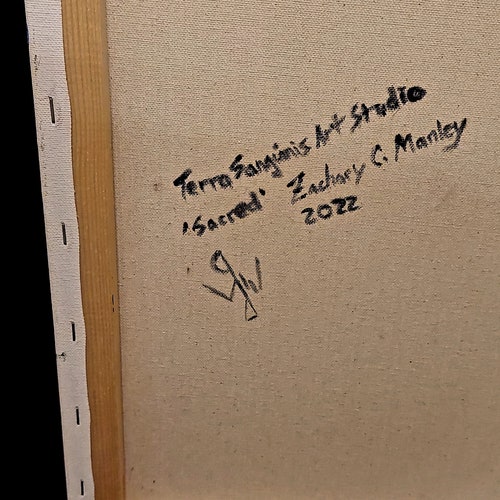 Terra Sanguinis Art Studio
'Sacred' Zachary C. Manley
2022